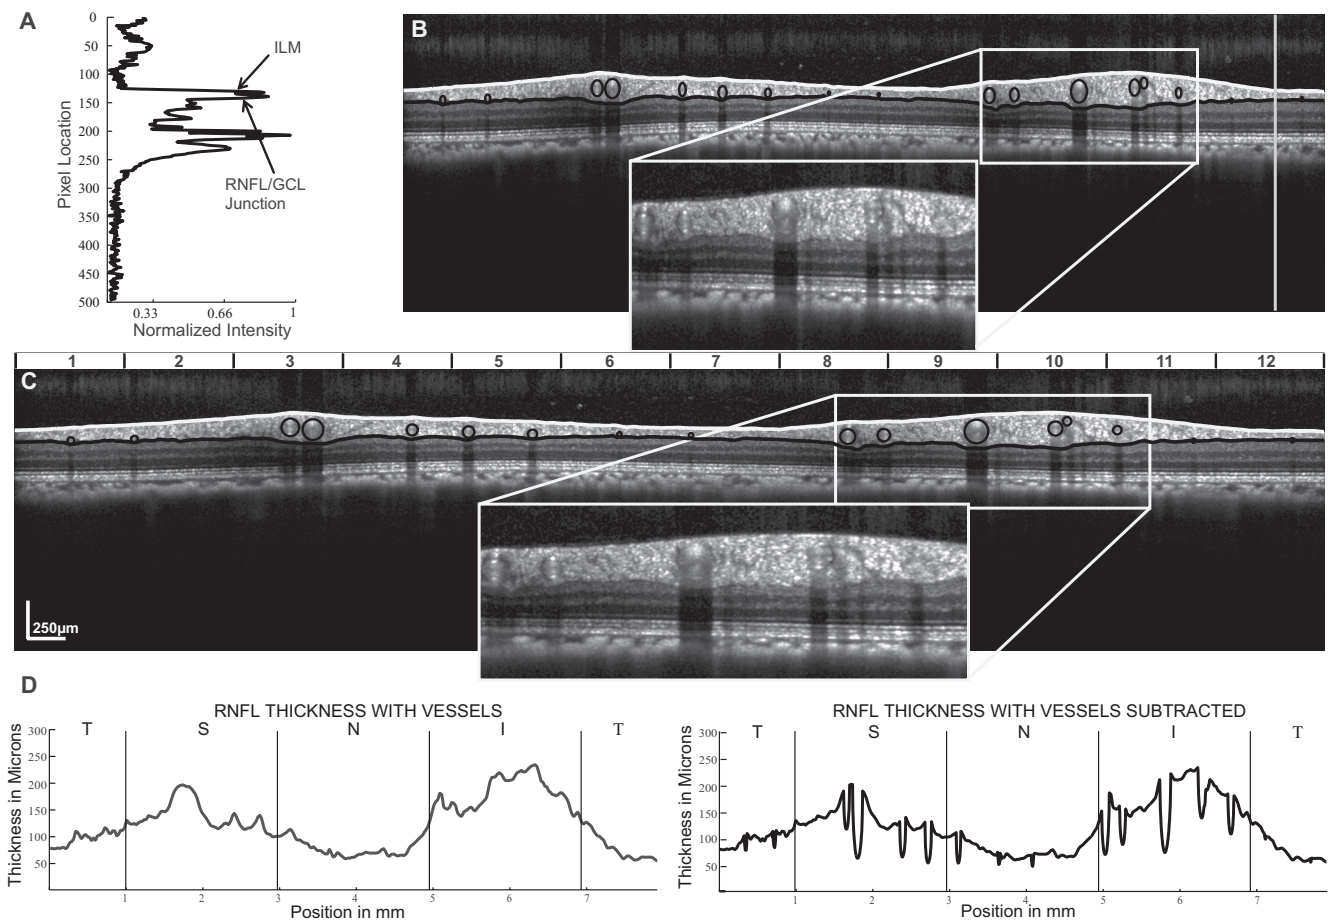 A
0
50
100
150
200
250
300
350
400
450
500
Pixel Location
ILM
RNFL/GCL
Junction
0.33 0.66 1
Normalized Intensity
B
1 2 3 4 5 6 7 8 9 10 11 12
C
250µm
D
RNFL THICKNESS WITH VESSELS
T S N I T
300
250
200
150
100
50
Thickness in Microns
1 2 3 4 5 6 7
Position in mm
RNFL THICKNESS WITH VESSELS SUBTRACTED
T S N I T
300
250
200
150
100
50
0
Thickness in Microns
1 2 3 4 5 6 7
Position in mm